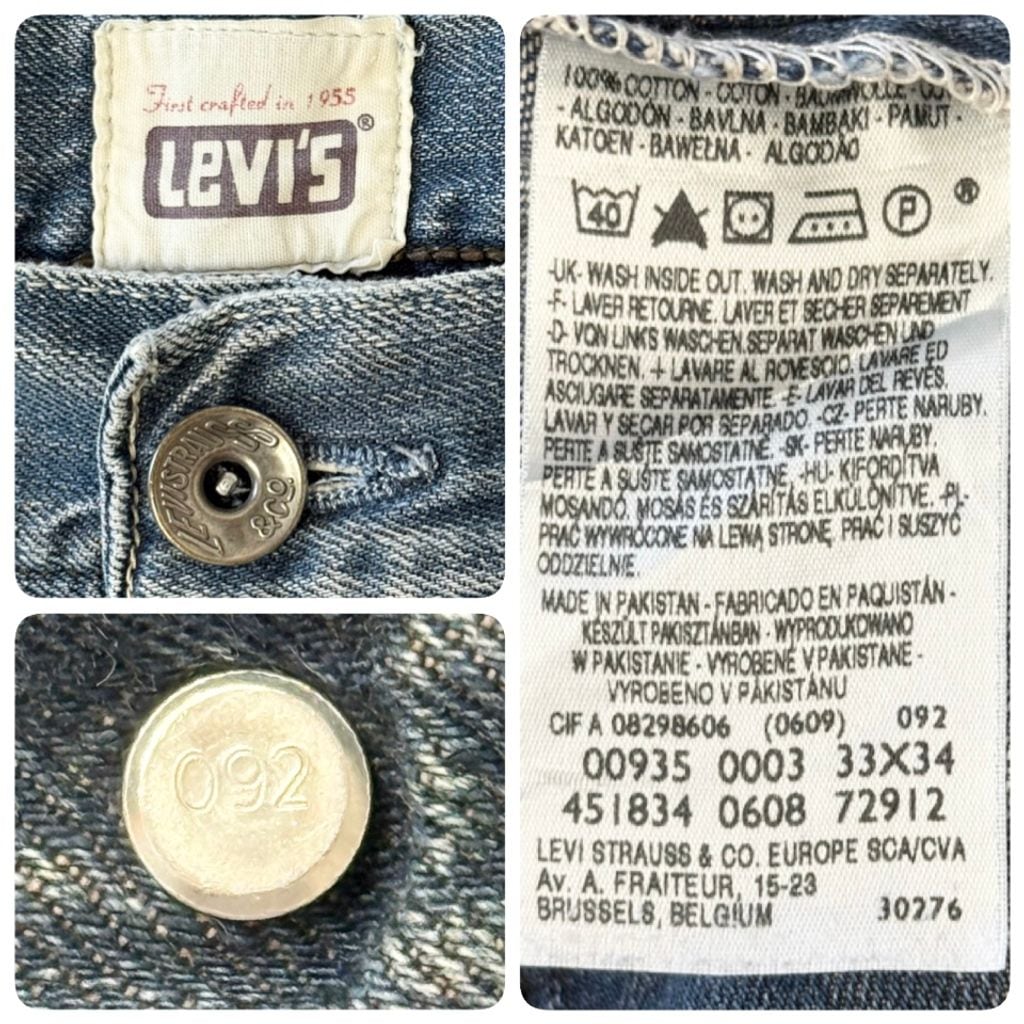 First crafted in 1955
LEVI'S®
LEVI STRAUSS
& CO.
092
100% COTTON - COTON - BAUMWOLLE -
- ALGODÓN - BAVLNA - BAMBAKI - PAMUT -
KATOEN - BAWEŁNA - ALGODÃO
40 P ®
-UK- WASH INSIDE OUT. WASH AND DRY SEPARATELY.
-F- LAVER RETOURNE. LAVER ET SECHER SEPAREMENT
-D- VON LINKS WASCHEN. SEPARAT WASCHEN UND
TROCKNEN. -I- LAVARE AL ROVESCIO. LAVARE ED
ASCIUGARE SEPARATAMENTE. -E- LAVAR DEL REVÉS.
LAVAR Y SECAR POR SEPARADO. -CZ- PERTE NARUBY.
PERTE A SUŠTE SAMOSTATNE. -SK- PERTE NARUBY.
PERTE A SUŠTE SAMOSTATNE. -HU- KIFORDÍTVA
MOSANDÓ. MOSÁS ÉS SZÁRÍTÁS ELKÜLÖNÍTVE. -PL-
PRAĆ WYWRÓCONE NA LEWĄ STRONĘ. PRAĆ I SUSZYĆ
ODDZIELNIE.
MADE IN PAKISTAN - FABRICADO EN PAQUISTÁN -
KÉSZÜLT PAKISZTÁNBAN - WYPRODUKOWANO
W PAKISTANIE - VYROBENÉ V PAKISTANE -
VYROBENO V PÁKISTÁNU
CIF A 08298606 (0609) 092
00935 0003 33X34
451834 0608 72912
LEVI STRAUSS & CO. EUROPE SCA/CVA
Av. A. FRAITEUR, 15-23
BRUSSELS, BELGIUM 30276